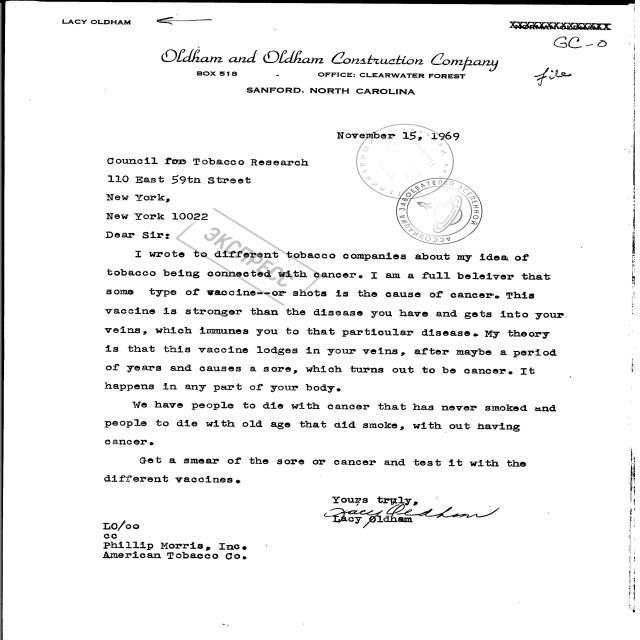 LACY OLDHAM
GC-O
file
Oldham and Oldham Construction Company
BOX 518 - OFFICE: CLEARWATER FOREST
SANFORD, NORTH CAROLINA
November 15, 1969
Council for Tobacco Research
110 East 59tn Street
New York,
New York 10022
Dear Sir:
АССОЦИАЦИЯ ЗАВОЕВАТЕЛЕЙ ВСЕЛЕННОЙ
ЭКСПРЕСС
I wrote to different tobacco companies about my idea of
tobacco being connected with cancer. I am a full beleiver that
some type of vaccine--or shots is the cause of cancer. This
vaccine is stronger than the disease you have and gets into your
veins, which immunes you to that particular disease. My theory
is that this vaccine lodges in your veins, after maybe a period
of years and causes a sore, which turns out to be cancer. It
happens in any part of your body.
We have people to die with cancer that has never smoked and
people to die with old age that did smoke, with out having
cancer.
Get a smear of the sore or cancer and test it with the
different vaccines.
Yours truly,
Lacy Oldham
Lacy Oldham
LO/oo
cc
Phillip Morris, Inc.
American Tobacco Co.